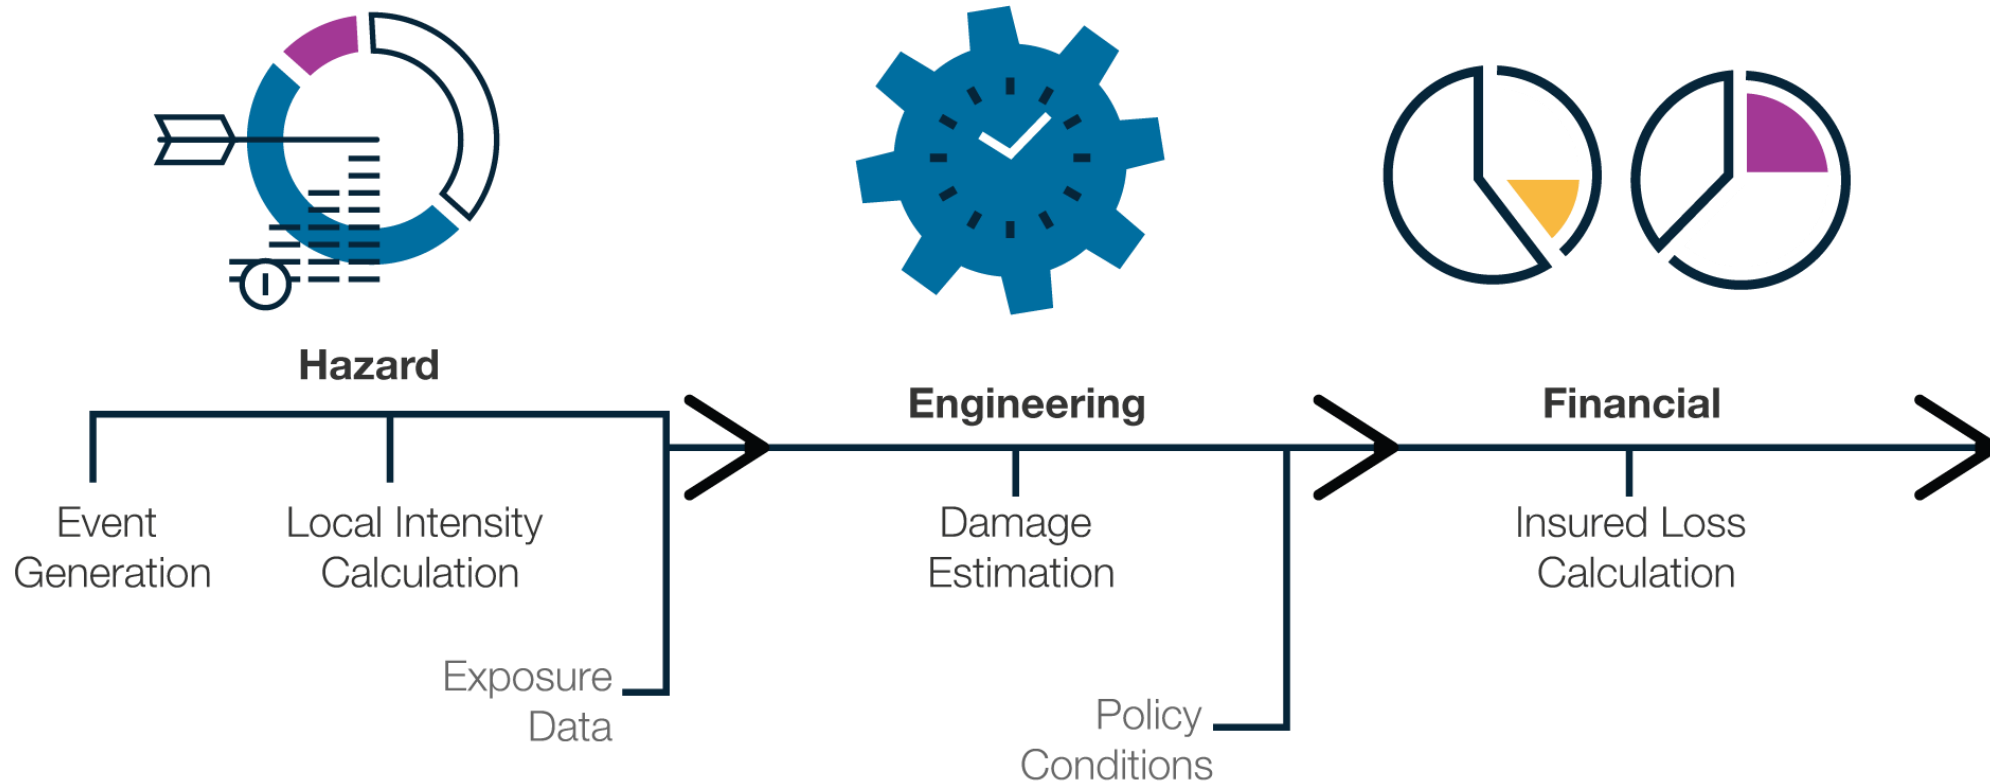 Hazard
Engineering
Financial
Event
Generation
Local Intensity
Calculation
Damage
Estimation
Insured Loss
Calculation
Exposure
Data
Policy
Conditions